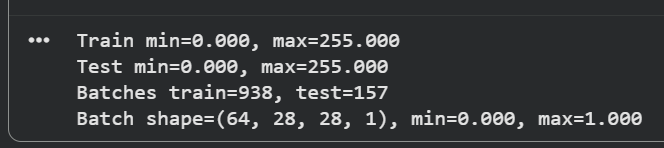 Train min=0.000, max=255.000
Test min=0.000, max=255.000
Batches train=938, test=157
Batch shape=(64, 28, 28, 1), min=0.000, max=1.000